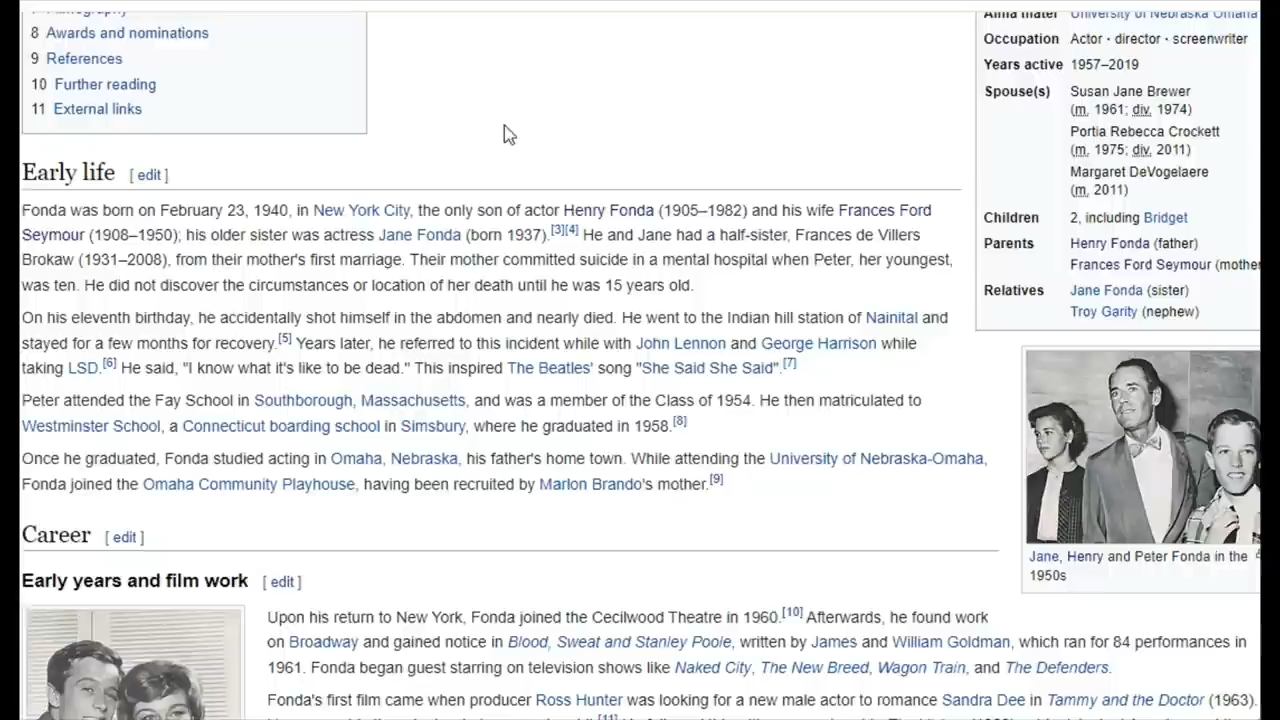 8 Awards and nominations
9 References
10 Further reading
11 External links
Early life [ edit ]
Fonda was born on February 23, 1940, in New York City, the only son of actor Henry Fonda (1905–1982) and his wife Frances Ford
Seymour (1908–1950); his older sister was actress Jane Fonda (born 1937).[3][4] He and Jane had a half-sister, Frances de Villers
Brokaw (1931–2008), from their mother's first marriage. Their mother committed suicide in a mental hospital when Peter, her youngest,
was ten. He did not discover the circumstances or location of her death until he was 15 years old.
On his eleventh birthday, he accidentally shot himself in the abdomen and nearly died. He went to the Indian hill station of Nainital and
stayed for a few months for recovery.[5] Years later, he referred to this incident while with John Lennon and George Harrison while
taking LSD.[6] He said, "I know what it's like to be dead." This inspired The Beatles' song "She Said She Said".[7]
Peter attended the Fay School in Southborough, Massachusetts, and was a member of the Class of 1954. He then matriculated to
Westminster School, a Connecticut boarding school in Simsbury, where he graduated in 1958.[8]
Once he graduated, Fonda studied acting in Omaha, Nebraska, his father's home town. While attending the University of Nebraska-Omaha,
Fonda joined the Omaha Community Playhouse, having been recruited by Marlon Brando's mother.[9]
Career [ edit ]
Early years and film work [ edit ]
Upon his return to New York, Fonda joined the Cecilwood Theatre in 1960.[10] Afterwards, he found work
on Broadway and gained notice in Blood, Sweat and Stanley Poole, written by James and William Goldman, which ran for 84 performances in
1961. Fonda began guest starring on television shows like Naked City, The New Breed, Wagon Train, and The Defenders.
Fonda's first film came when producer Ross Hunter was looking for a new male actor to romance Sandra Dee in Tammy and the Doctor (1963).
[11]
Alma mater University of Nebraska Omaha
Occupation Actor · director · screenwriter
Years active 1957–2019
Spouse(s) Susan Jane Brewer
(m. 1961; div. 1974)
Portia Rebecca Crockett
(m. 1975; div. 2011)
Margaret DeVogelaere
(m. 2011)
Children 2, including Bridget
Parents Henry Fonda (father)
Frances Ford Seymour (mother
Relatives Jane Fonda (sister)
Troy Garity (nephew)
Jane, Henry and Peter Fonda in the
1950s